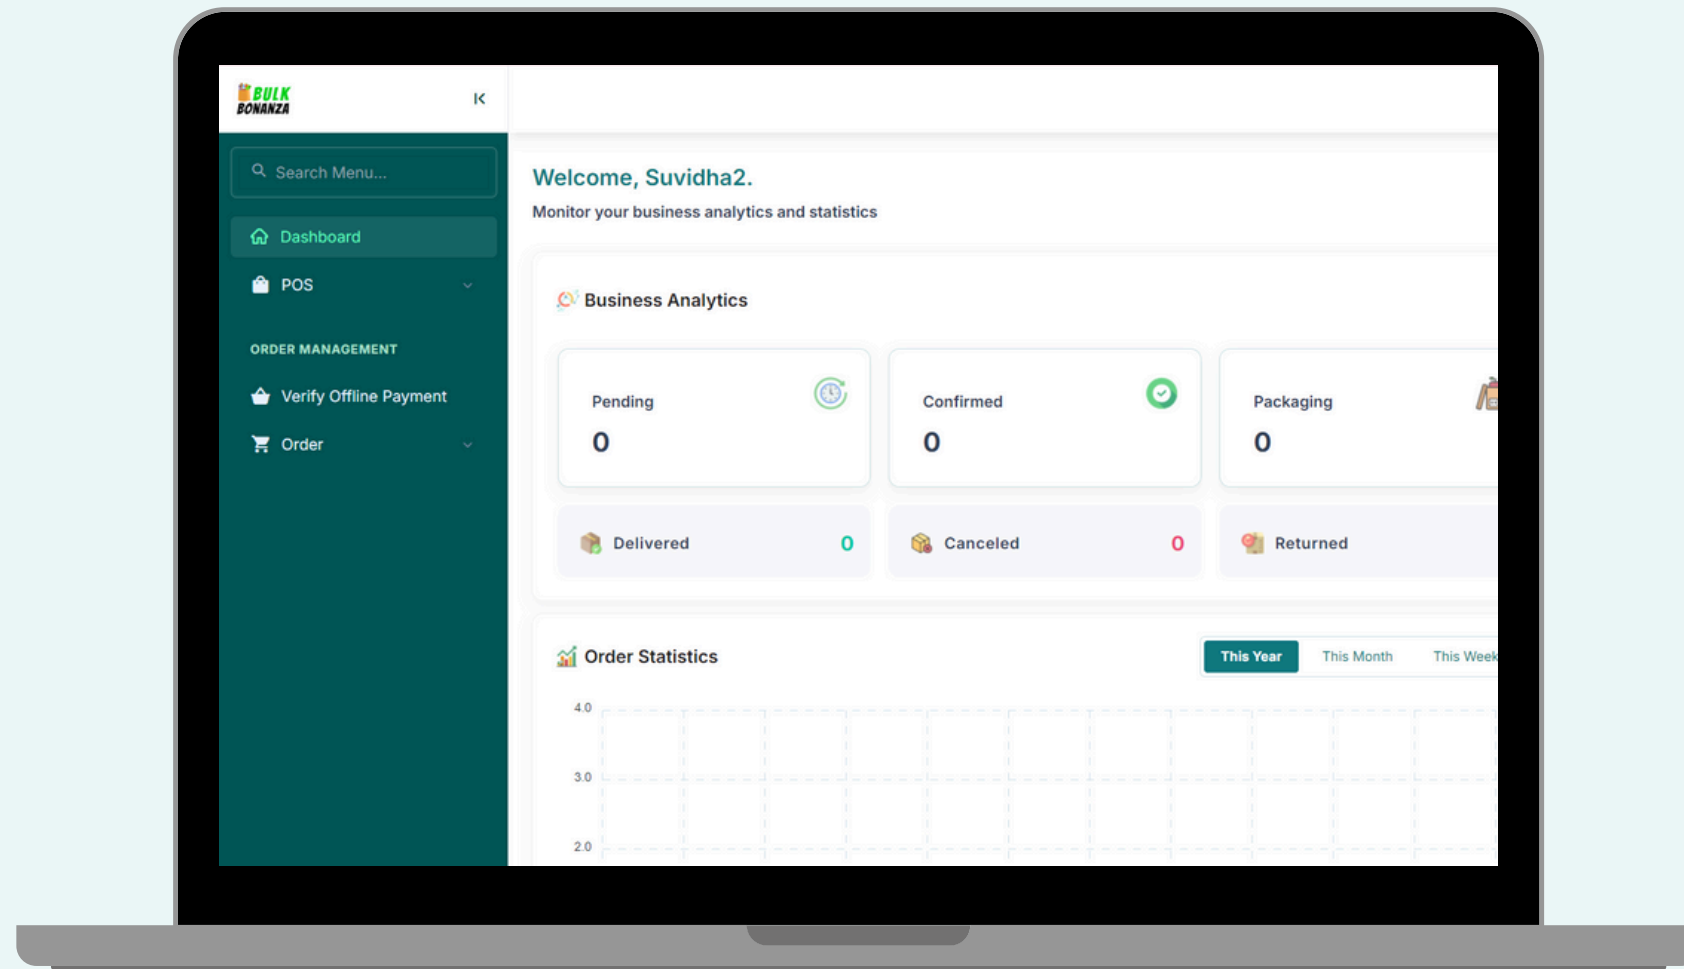 BULK
BONANZA
Search Menu...
Dashboard
POS
ORDER MANAGEMENT
Verify Offline Payment
Order
Welcome, Suvidha2.
Monitor your business analytics and statistics
Business Analytics
Pending
0
Confirmed
0
Packaging
0
Delivered 0
Canceled 0
Returned
Order Statistics
This Year This Month This Week
4.0
3.0
2.0